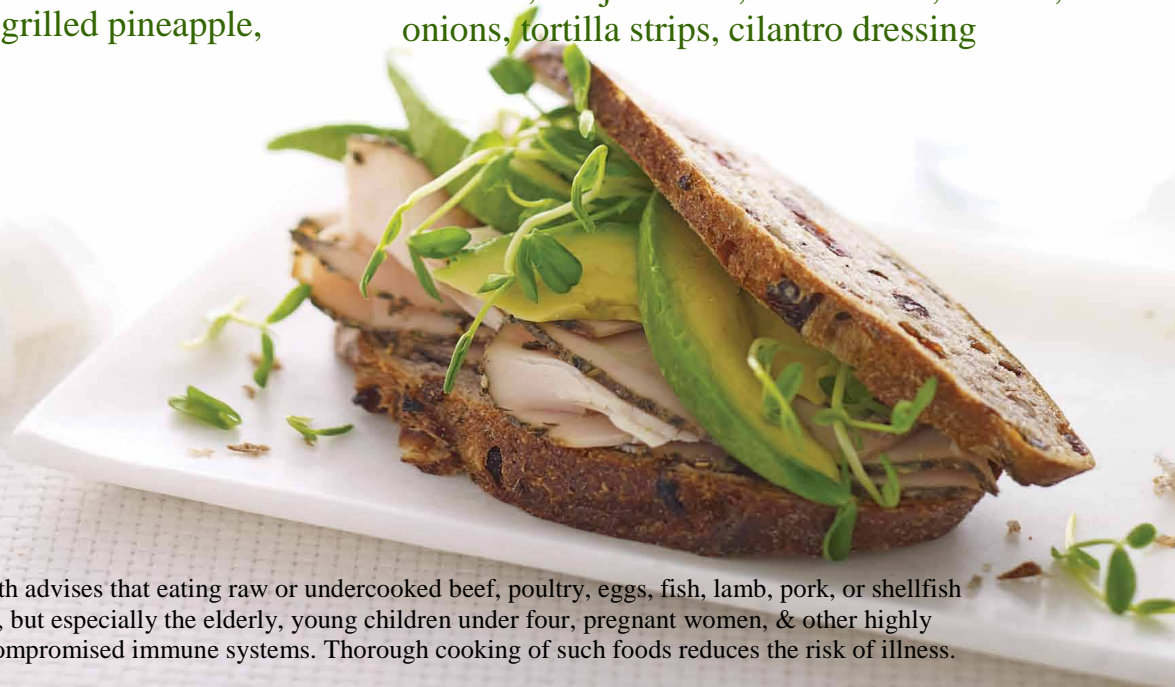 grilled pineapple,
onions, tortilla strips, cilantro dressing
th advises that eating raw or undercooked beef, poultry, eggs, fish, lamb, pork, or shellfish
, but especially the elderly, young children under four, pregnant women, & other highly
ompromised immune systems. Thorough cooking of such foods reduces the risk of illness.